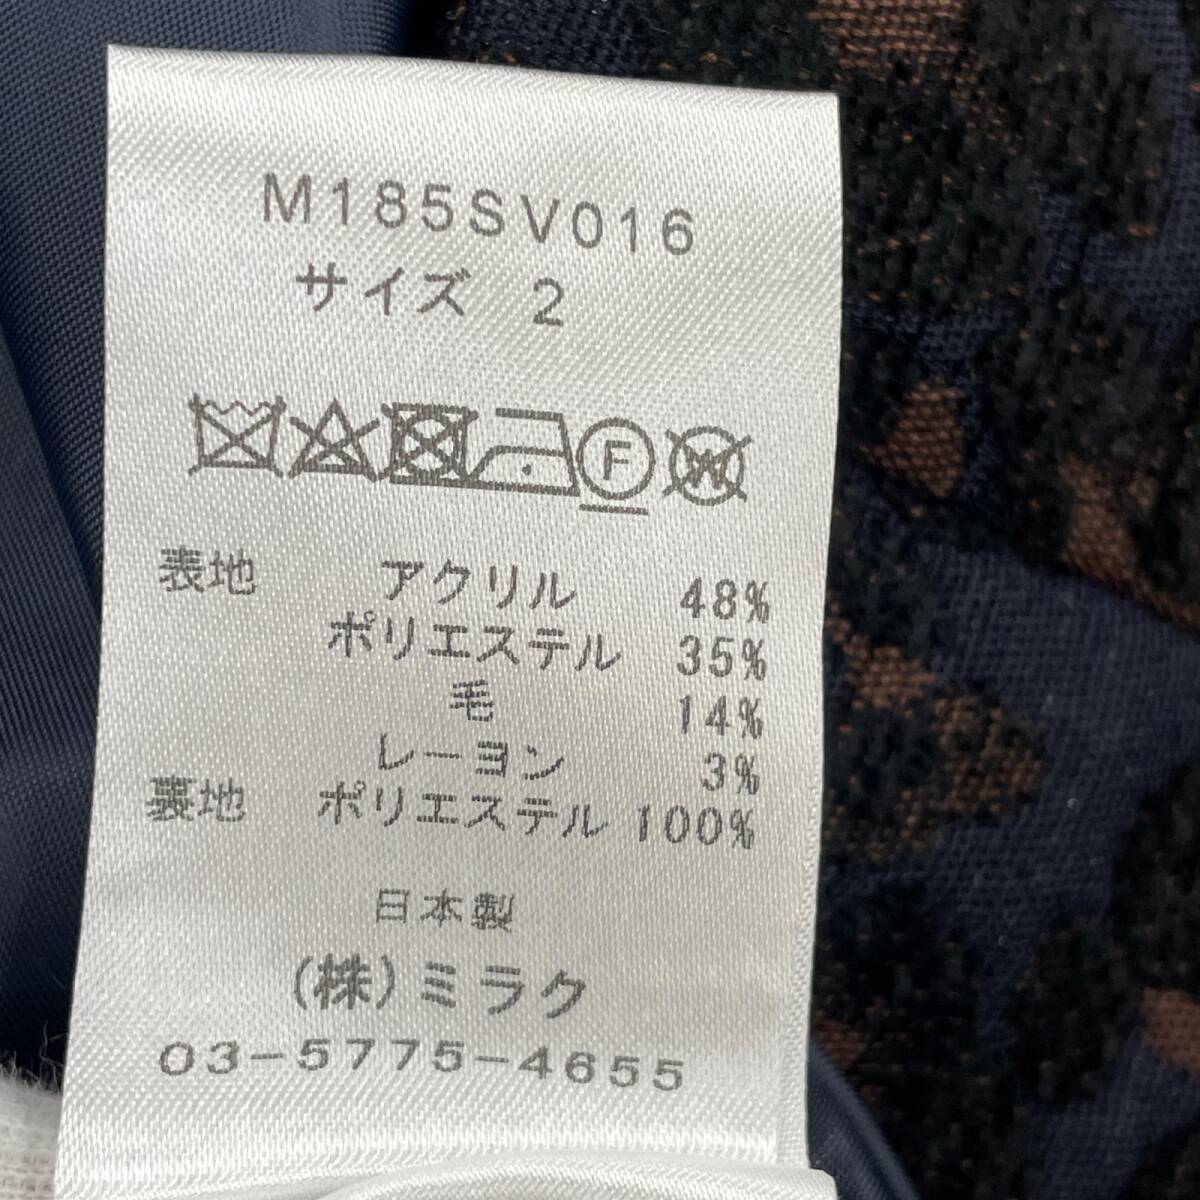 M185SV016
サイズ 2
F W
表地 アクリル 48%
ポリエステル 35%
毛 14%
レーヨン 3%
裏地 ポリエステル 100%
日本製
(株)ミラク
03-5775-4655